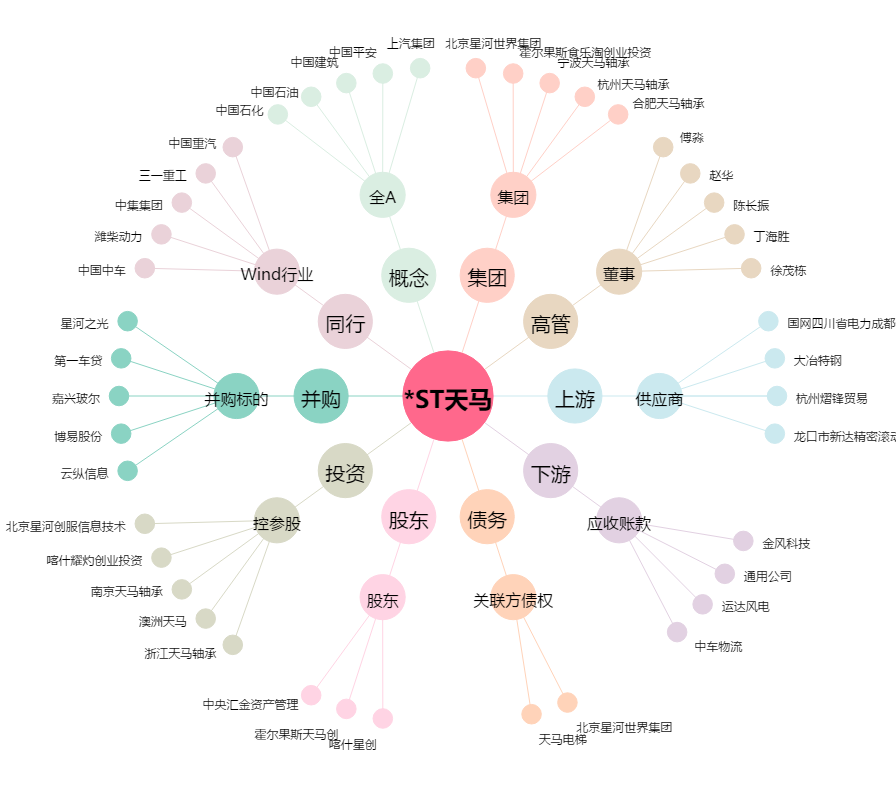 上汽集团
中国平安
中国建筑
中国石油
中国石化
全A
概念
北京星河世界集团
霍尔果斯食乐淘创业投资
宁波天马轴承
杭州天马轴承
合肥天马轴承
集团
集团
中国重汽
三一重工
中集集团
潍柴动力
中国中车
Wind行业
同行
傅淼
赵华
陈长振
丁海胜
徐茂栋
董事
高管
星河之光
第一车贷
嘉兴玻尔
博易股份
云纵信息
并购标的
并购
*ST天马
上游
供应商
国网四川省电力成都
大冶特钢
杭州熠锋贸易
龙口市新达精密滚动
投资
控参股
北京星河创服信息技术
喀什耀灼创业投资
南京天马轴承
澳洲天马
浙江天马轴承
下游
应收账款
金风科技
通用公司
运达风电
中车物流
股东
股东
中央汇金资产管理
霍尔果斯天马创
喀什星创
债务
关联方债权
北京星河世界集团
天马电梯